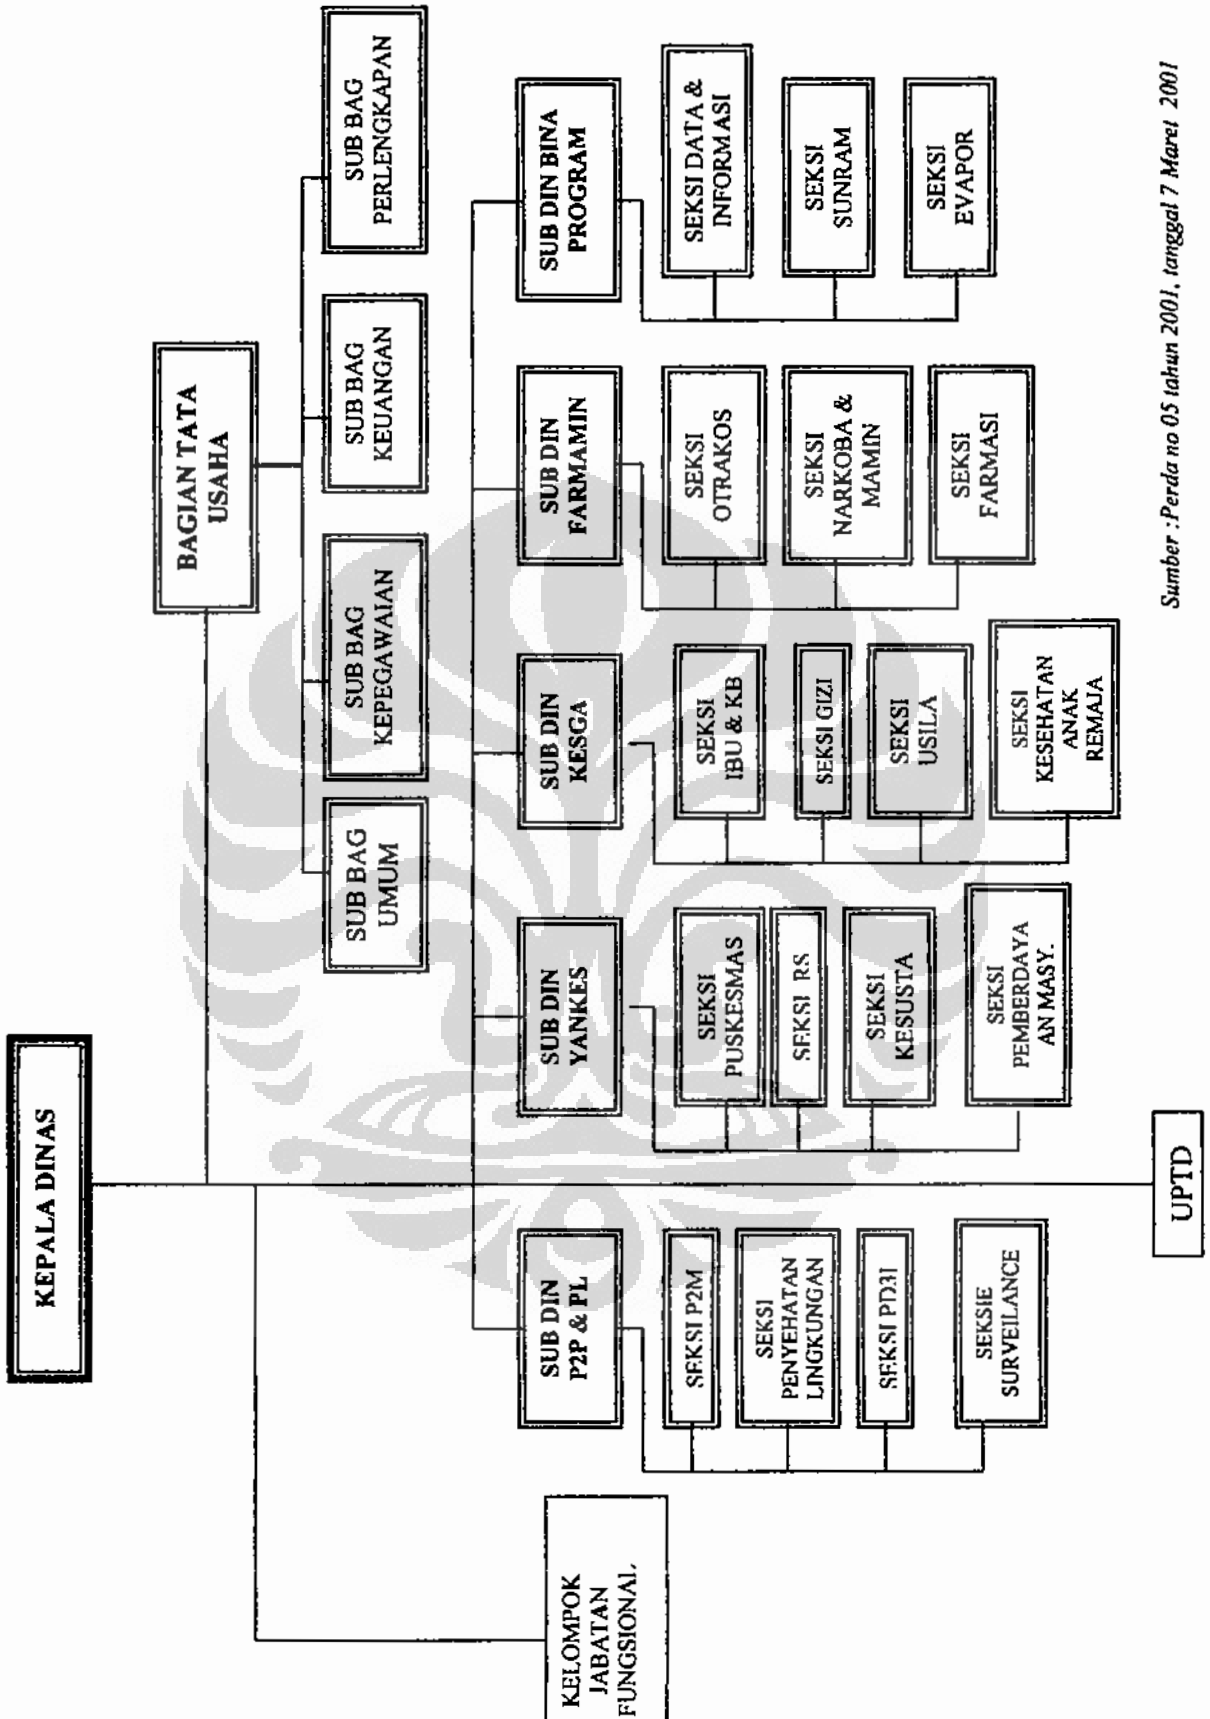 KEPALA DINAS
BAGIAN TATA
USAHA
SUB BAG
UMUM
SUB BAG
KEPEGAWAIAN
SUB BAG
KEUANGAN
SUB BAG
PERLENGKAPAN
KELOMPOK
JABATAN
FUNGSIONAL
SUB DIN
P2P & PL
SEKSI P2M
SEKSI
PENYEHATAN
LINGKUNGAN
SEKSI PD3I
SEKSIE
SURVEILANCE
SUB DIN
YANKES
SEKSI
PUSKESMAS
SEKSI RS
SEKSI
KESUSTA
SEKSI
PEMBERDAYA
AN MASY.
SUB DIN
KESGA
SEKSI
IBU & KB
SEKSI GIZI
SEKSI
USILA
SEKSI
KESEHATAN
ANAK
REMAJA
SUB DIN
FARMAMIN
SEKSI
OTRAKOS
SEKSI
NARKOBA &
MAMIN
SEKSI
FARMASI
SUB DIN BINA
PROGRAM
SEKSI DATA &
INFORMASI
SEKSI
SUNRAM
SEKSI
EVAPOR
UPTD
Sumber :Perda no 05 tahun 2001, tanggal 7 Maret 2001